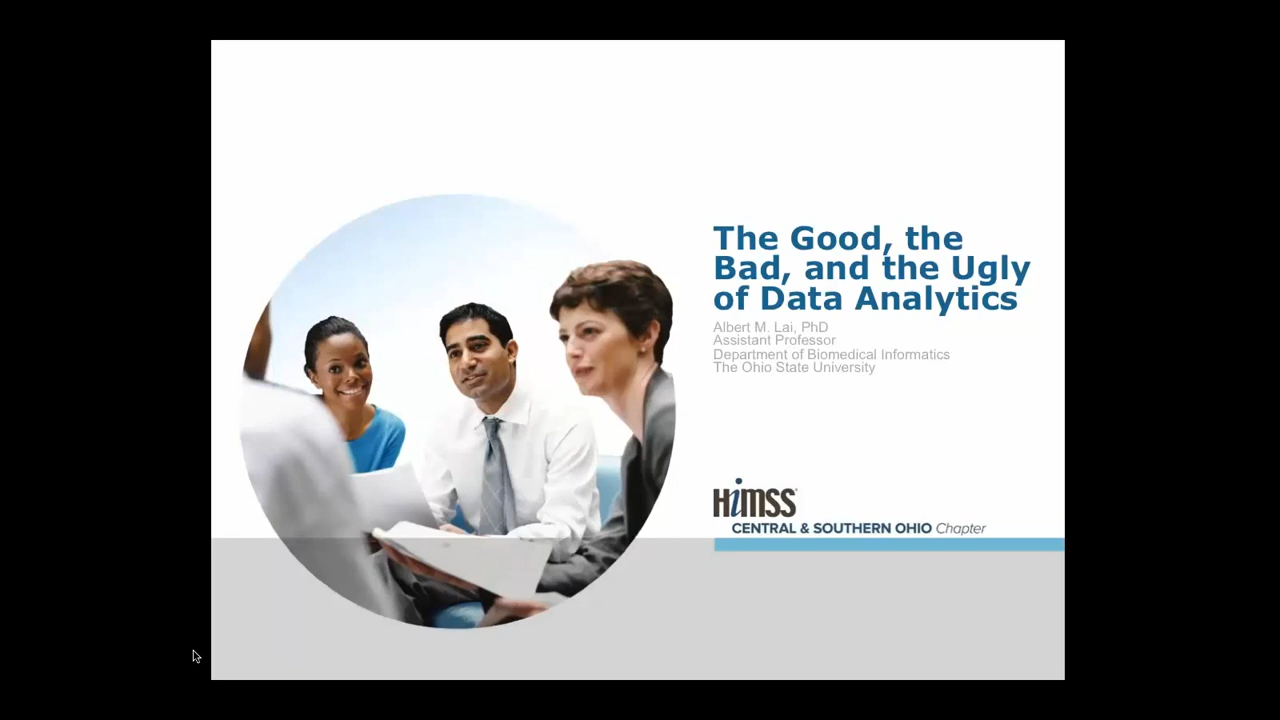 The Good, the
Bad, and the Ugly
of Data Analytics
Albert M. Lai, PhD
Assistant Professor
Department of Biomedical Informatics
The Ohio State University
HiMSS
CENTRAL & SOUTHERN OHIO Chapter